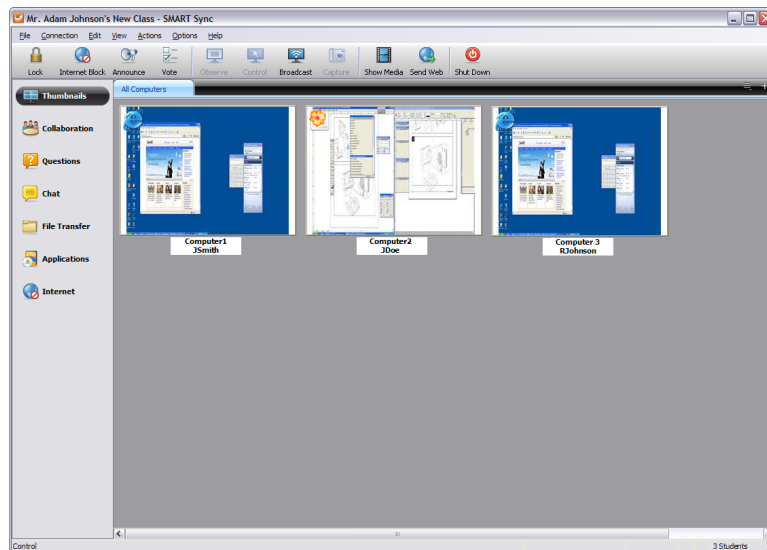 Mr. Adam Johnson's New Class - SMART Sync
File Connection Edit View Actions Options Help
Lock Internet Block Announce Vote Observe Control Broadcast Capture Show Media Send Web Shut Down
Thumbnails
All Computers
Collaboration
Questions
Chat
File Transfer
Applications
Internet
Computer1
JSmith
Computer2
JDoe
Computer 3
RJohnson
Control
3 Students